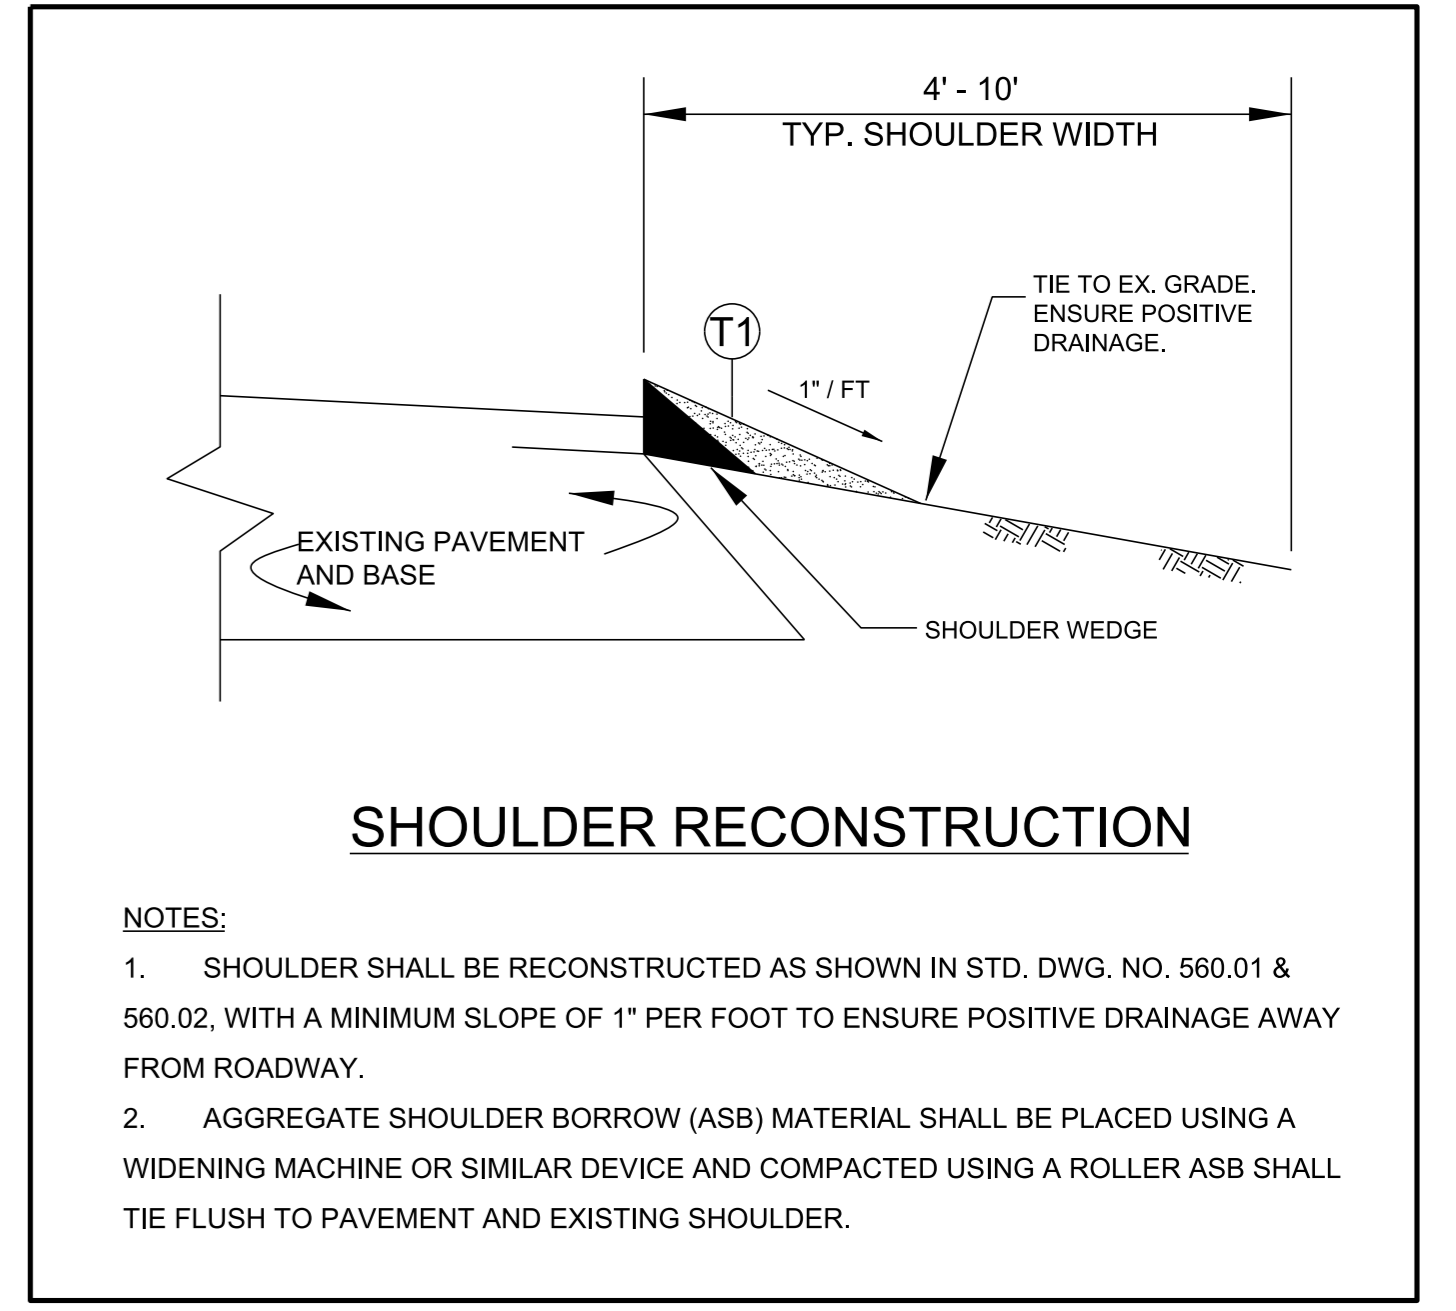 4' - 10'
TYP. SHOULDER WIDTH
TIE TO EX. GRADE.
ENSURE POSITIVE
DRAINAGE.
T1
1" / FT
EXISTING PAVEMENT
AND BASE
SHOULDER WEDGE
SHOULDER RECONSTRUCTION
NOTES:
1. SHOULDER SHALL BE RECONSTRUCTED AS SHOWN IN STD. DWG. NO. 560.01 &
560.02, WITH A MINIMUM SLOPE OF 1" PER FOOT TO ENSURE POSITIVE DRAINAGE AWAY
FROM ROADWAY.
2. AGGREGATE SHOULDER BORROW (ASB) MATERIAL SHALL BE PLACED USING A
WIDENING MACHINE OR SIMILAR DEVICE AND COMPACTED USING A ROLLER ASB SHALL
TIE FLUSH TO PAVEMENT AND EXISTING SHOULDER.